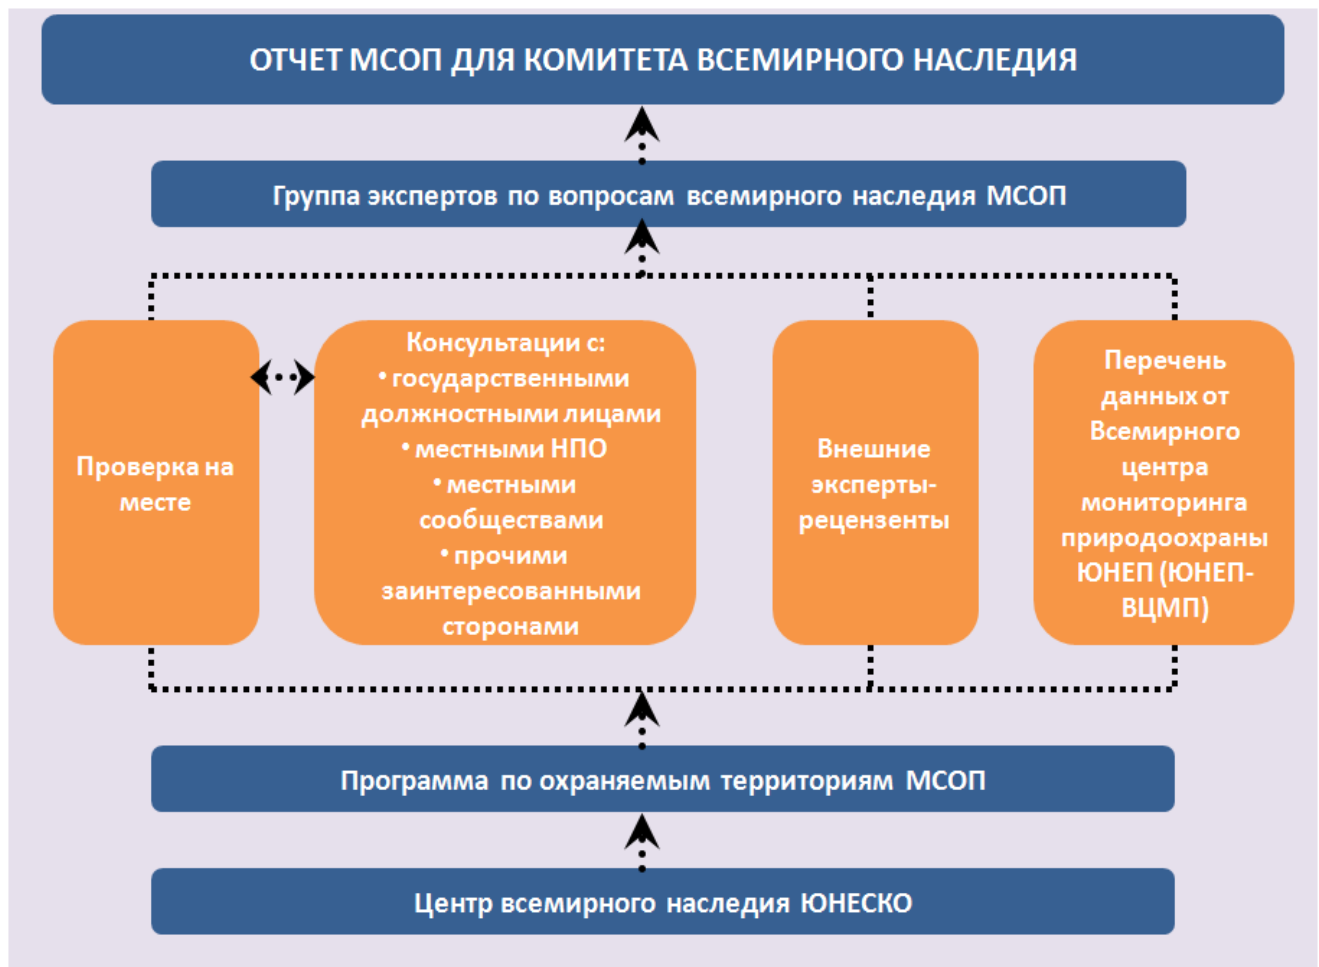 ОТЧЕТ МСОП ДЛЯ КОМИТЕТА ВСЕМИРНОГО НАСЛЕДИЯ
Группа экспертов по вопросам всемирного наследия МСОП
Проверка на
месте
Консультации с:
• государственными
должностными лицами
• местными НПО
• местными
сообществами
• прочими
заинтересованными
сторонами
Внешние
эксперты-
рецензенты
Перечень
данных от
Всемирного
центра
мониторинга
природоохраны
ЮНЕП (ЮНЕП-
ВЦМП)
Программа по охраняемым территориям МСОП
Центр всемирного наследия ЮНЕСКО